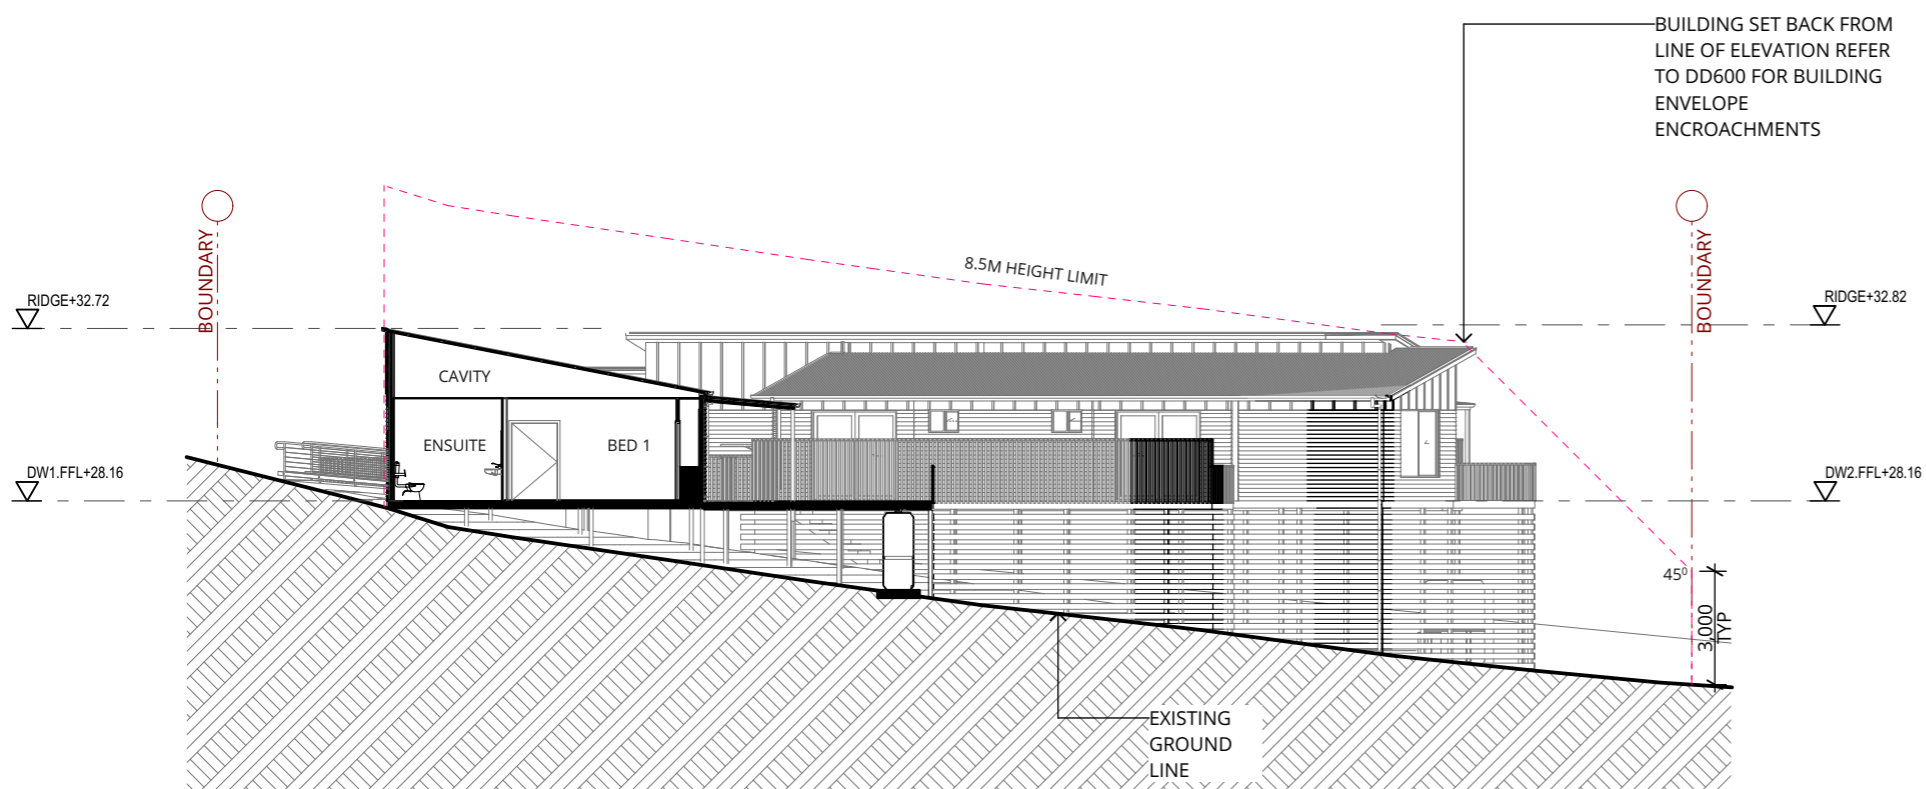 BUILDING SET BACK FROM
LINE OF ELEVATION REFER
TO DD600 FOR BUILDING
ENVELOPE
ENCROACHMENTS
BOUNDARY
BOUNDARY
8.5M HEIGHT LIMIT
RIDGE+32.72
RIDGE+32.82
CAVITY
ENSUITE
BED 1
DW1.FFL+28.16
DW2.FFL+28.16
45⁰
3,000
TYP
EXISTING
GROUND
LINE